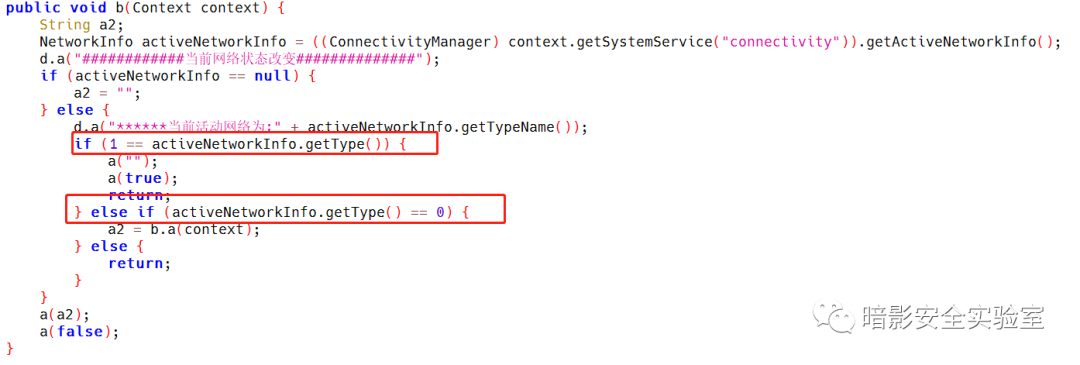 public void b(Context context) {
    String a2;
    NetworkInfo activeNetworkInfo = ((ConnectivityManager) context.getSystemService("connectivity")).getActiveNetworkInfo();
    d.a("############当前网络状态改变##############");
    if (activeNetworkInfo == null) {
        a2 = "";
    } else {
        d.a("******当前活动网络为:" + activeNetworkInfo.getTypeName());
        if (1 == activeNetworkInfo.getType()) {
            a("");
            a(true);
            return;
        } else if (activeNetworkInfo.getType() == 0) {
            a2 = b.a(context);
        } else {
            return;
        }
    }
    a(a2);
    a(false);
}
暗影安全实验室